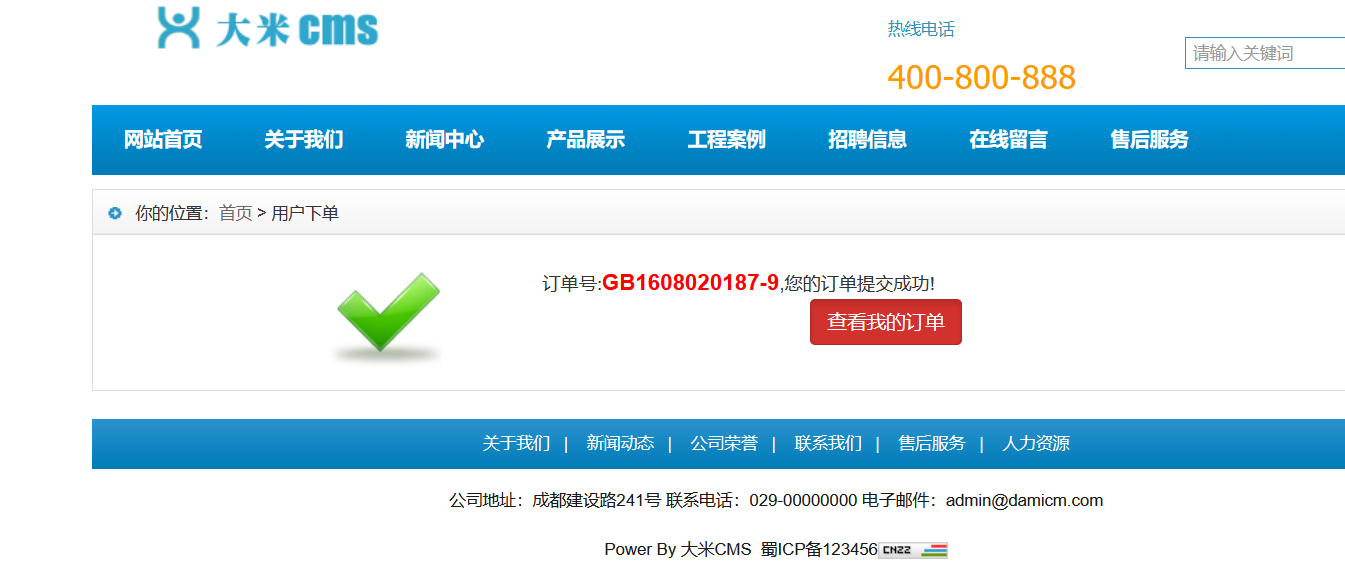 大米cms
热线电话
400-800-888
请输入关键词
网站首页 关于我们 新闻中心 产品展示 工程案例 招聘信息 在线留言 售后服务
你的位置：首页 > 用户下单
订单号:GB1608020187-9,您的订单提交成功!
查看我的订单
关于我们 | 新闻动态 | 公司荣誉 | 联系我们 | 售后服务 | 人力资源
公司地址：成都建设路241号 联系电话：029-00000000 电子邮件：admin@damicm.com
Power By 大米CMS 蜀ICP备123456 CNZZ